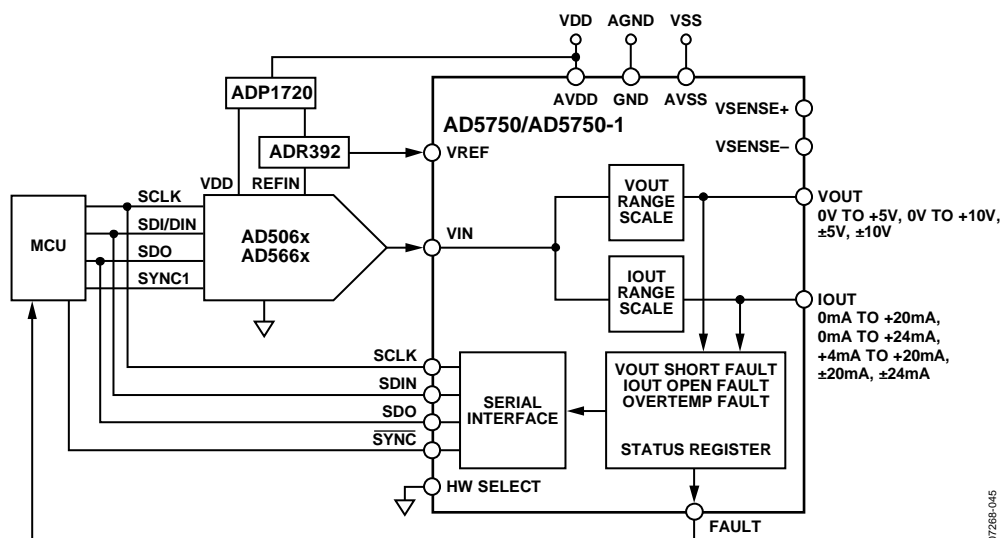 VDD AGND VSS
ADP1720
AVDD GND AVSS
VSENSE+
AD5750/AD5750-1
ADR392
VREF
VSENSE–
VDD REFIN
SCLK
SDI/DIN
SDO
SYNC1
MCU
AD506x
AD566x
VIN
VOUT
RANGE
SCALE
VOUT
0V TO +5V, 0V TO +10V,
±5V, ±10V
IOUT
RANGE
SCALE
IOUT
0mA TO +20mA,
0mA TO +24mA,
+4mA TO +20mA,
±20mA, ±24mA
SCLK
SDIN
SDO
SYNC
SERIAL
INTERFACE
VOUT SHORT FAULT
IOUT OPEN FAULT
OVERTEMP FAULT
STATUS REGISTER
HW SELECT
FAULT
07268-045